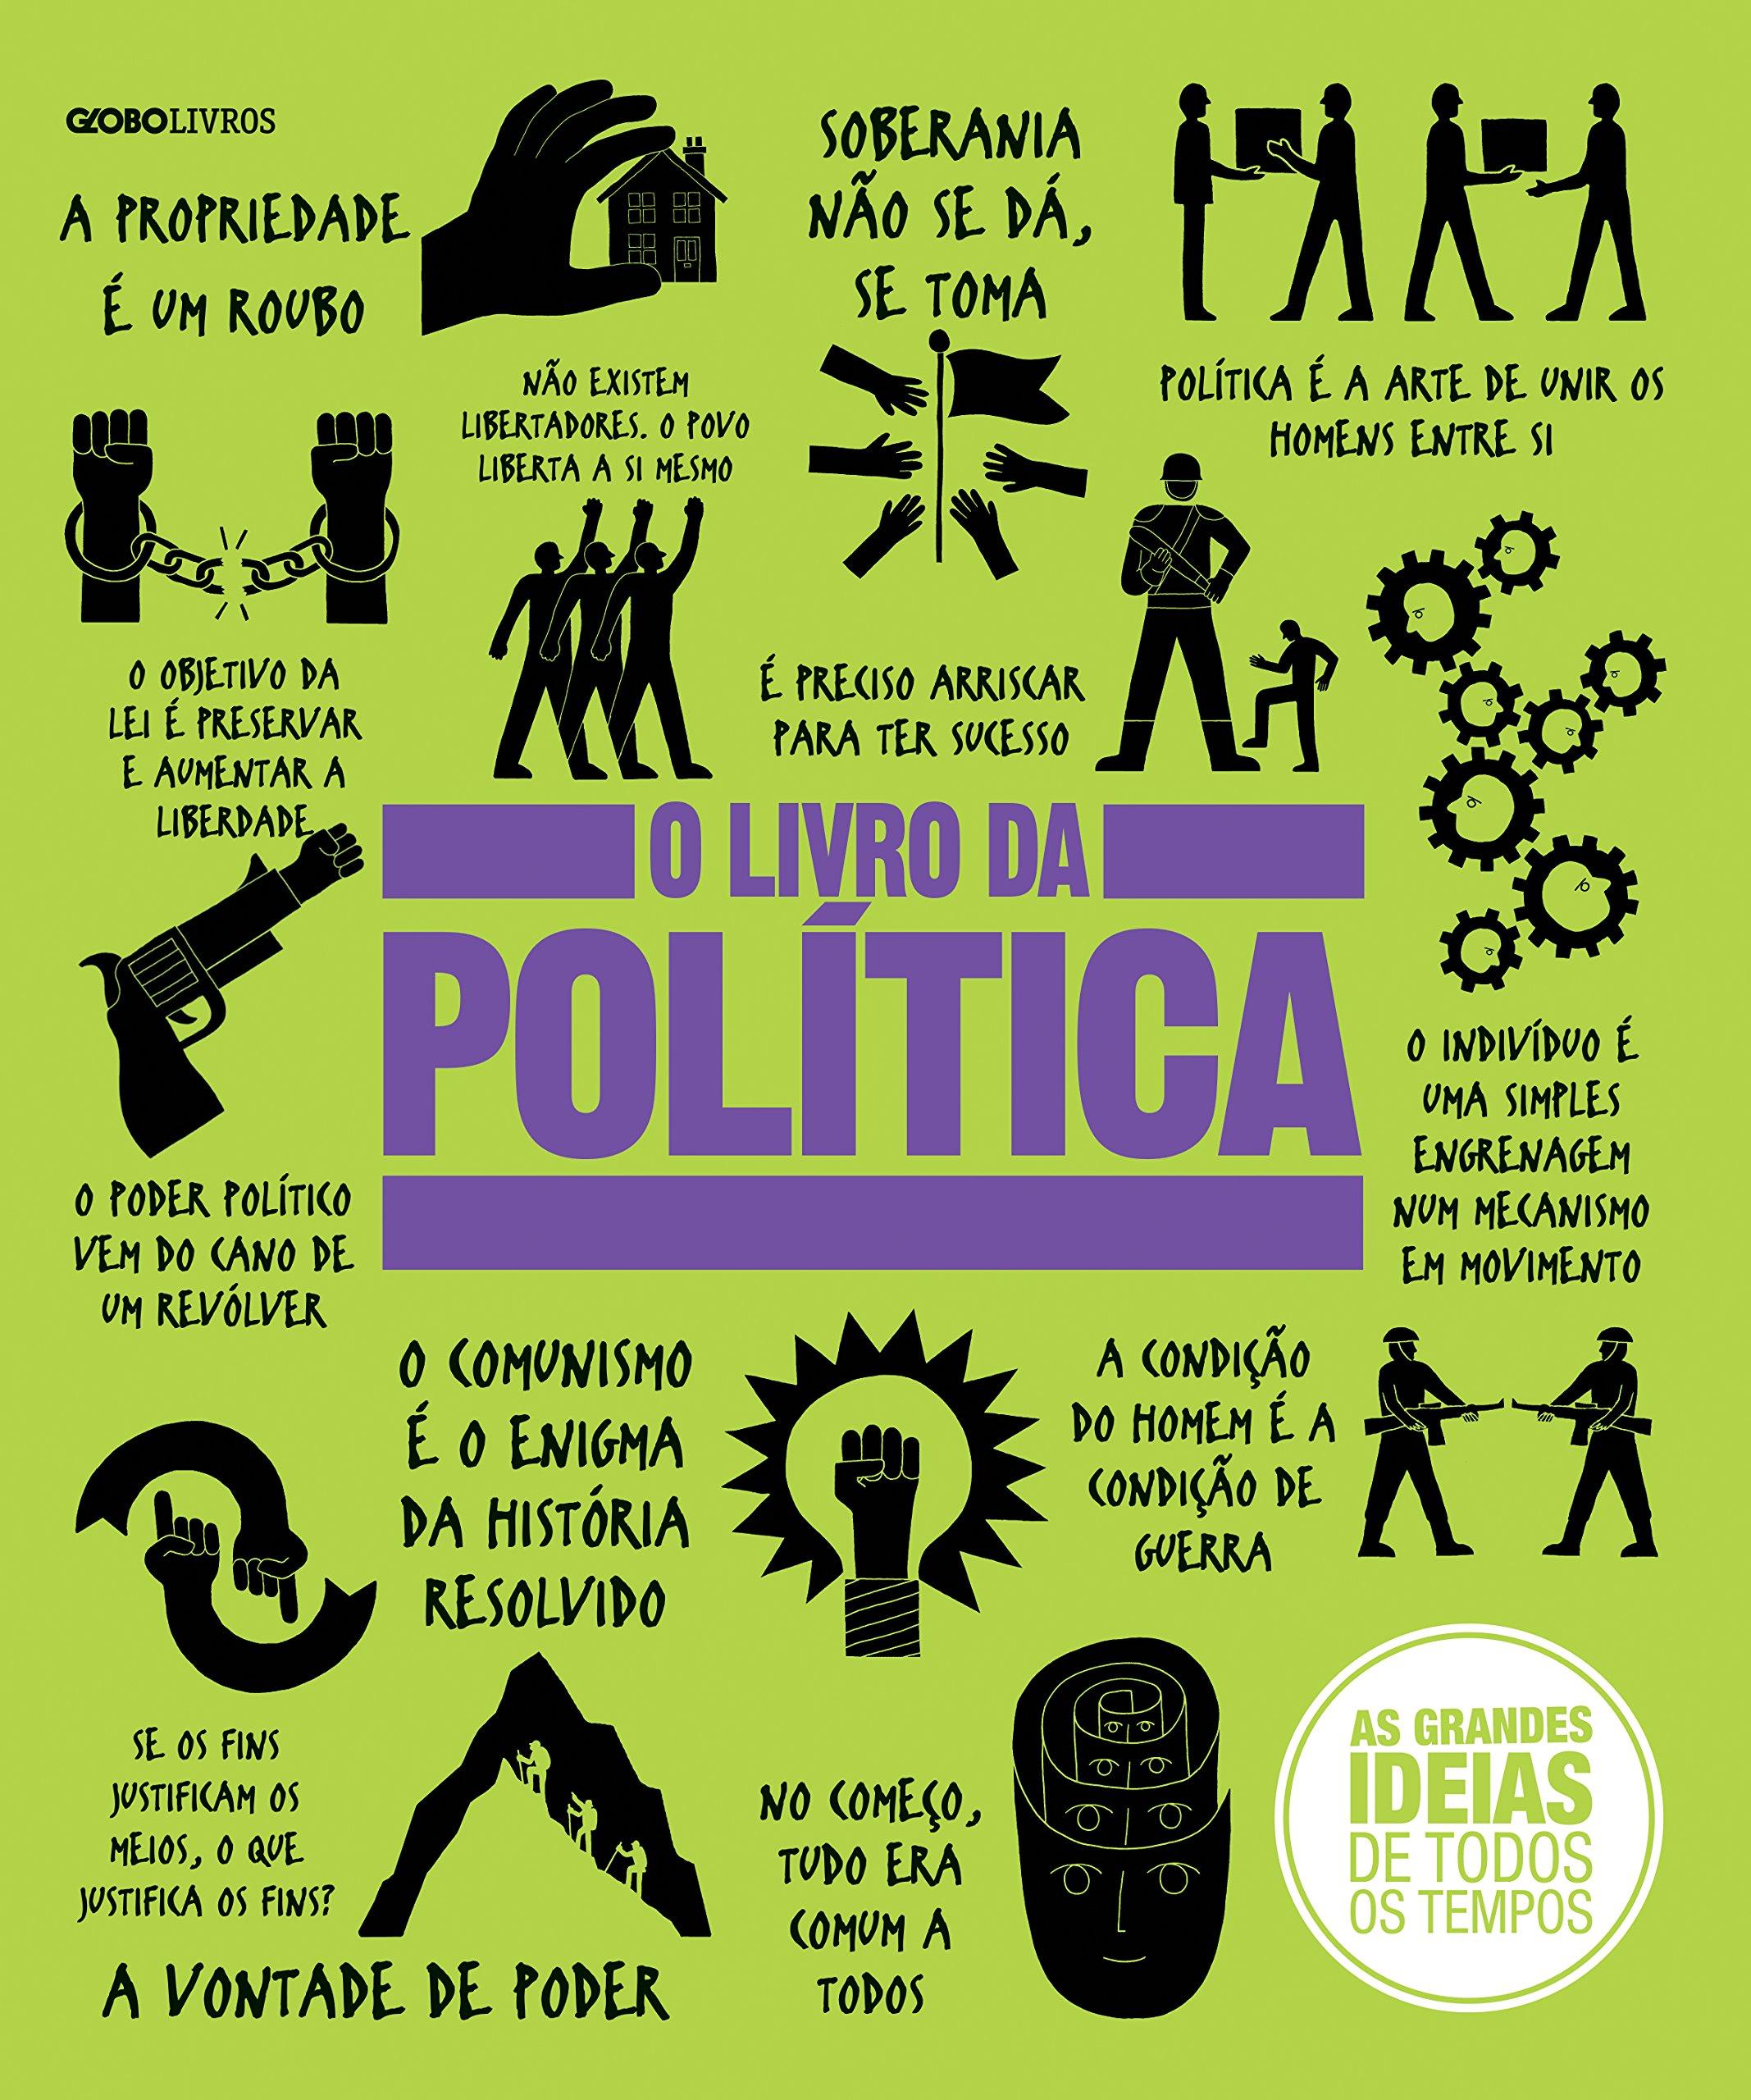 GLOBOLIVROS
A PROPRIEDADE
É UM ROUBO
SOBERANIA
NÃO SE DÁ,
SE TOMA
NÃO EXISTEM
LIBERTADORES. O POVO
LIBERTA A SI MESMO
POLÍTICA É A ARTE DE UNIR OS
HOMENS ENTRE SI
O OBJETIVO DA
LEI É PRESERVAR
E AUMENTAR A
LIBERDADE
É PRECISO ARRISCAR
PARA TER SUCESSO
O LIVRO DA
POLÍTICA
O INDIVÍDUO É
UMA SIMPLES
ENGRENAGEM
NUM MECANISMO
EM MOVIMENTO
O PODER POLÍTICO
VEM DO CANO DE
UM REVÓLVER
O COMUNISMO
É O ENIGMA
DA HISTÓRIA
RESOLVIDO
A CONDIÇÃO
DO HOMEM É A
CONDIÇÃO DE
GUERRA
SE OS FINS
JUSTIFICAM OS
MEIOS, O QUE
JUSTIFICA OS FINS?
A VONTADE DE PODER
NO COMEÇO,
TUDO ERA
COMUM A
TODOS
AS GRANDES
IDEIAS
DE TODOS
OS TEMPOS